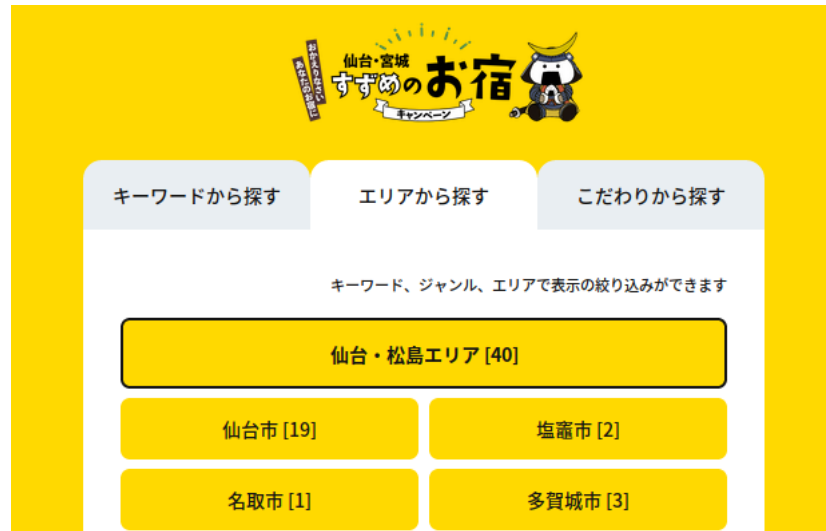 おかえりなさい
あなたのお宿に
仙台・宮城
すずめのお宿
キャンペーン
キーワードから探す
エリアから探す
こだわりから探す
キーワード、ジャンル、エリアで表示の絞り込みができます
仙台・松島エリア [40]
仙台市 [19]
塩竈市 [2]
名取市 [1]
多賀城市 [3]